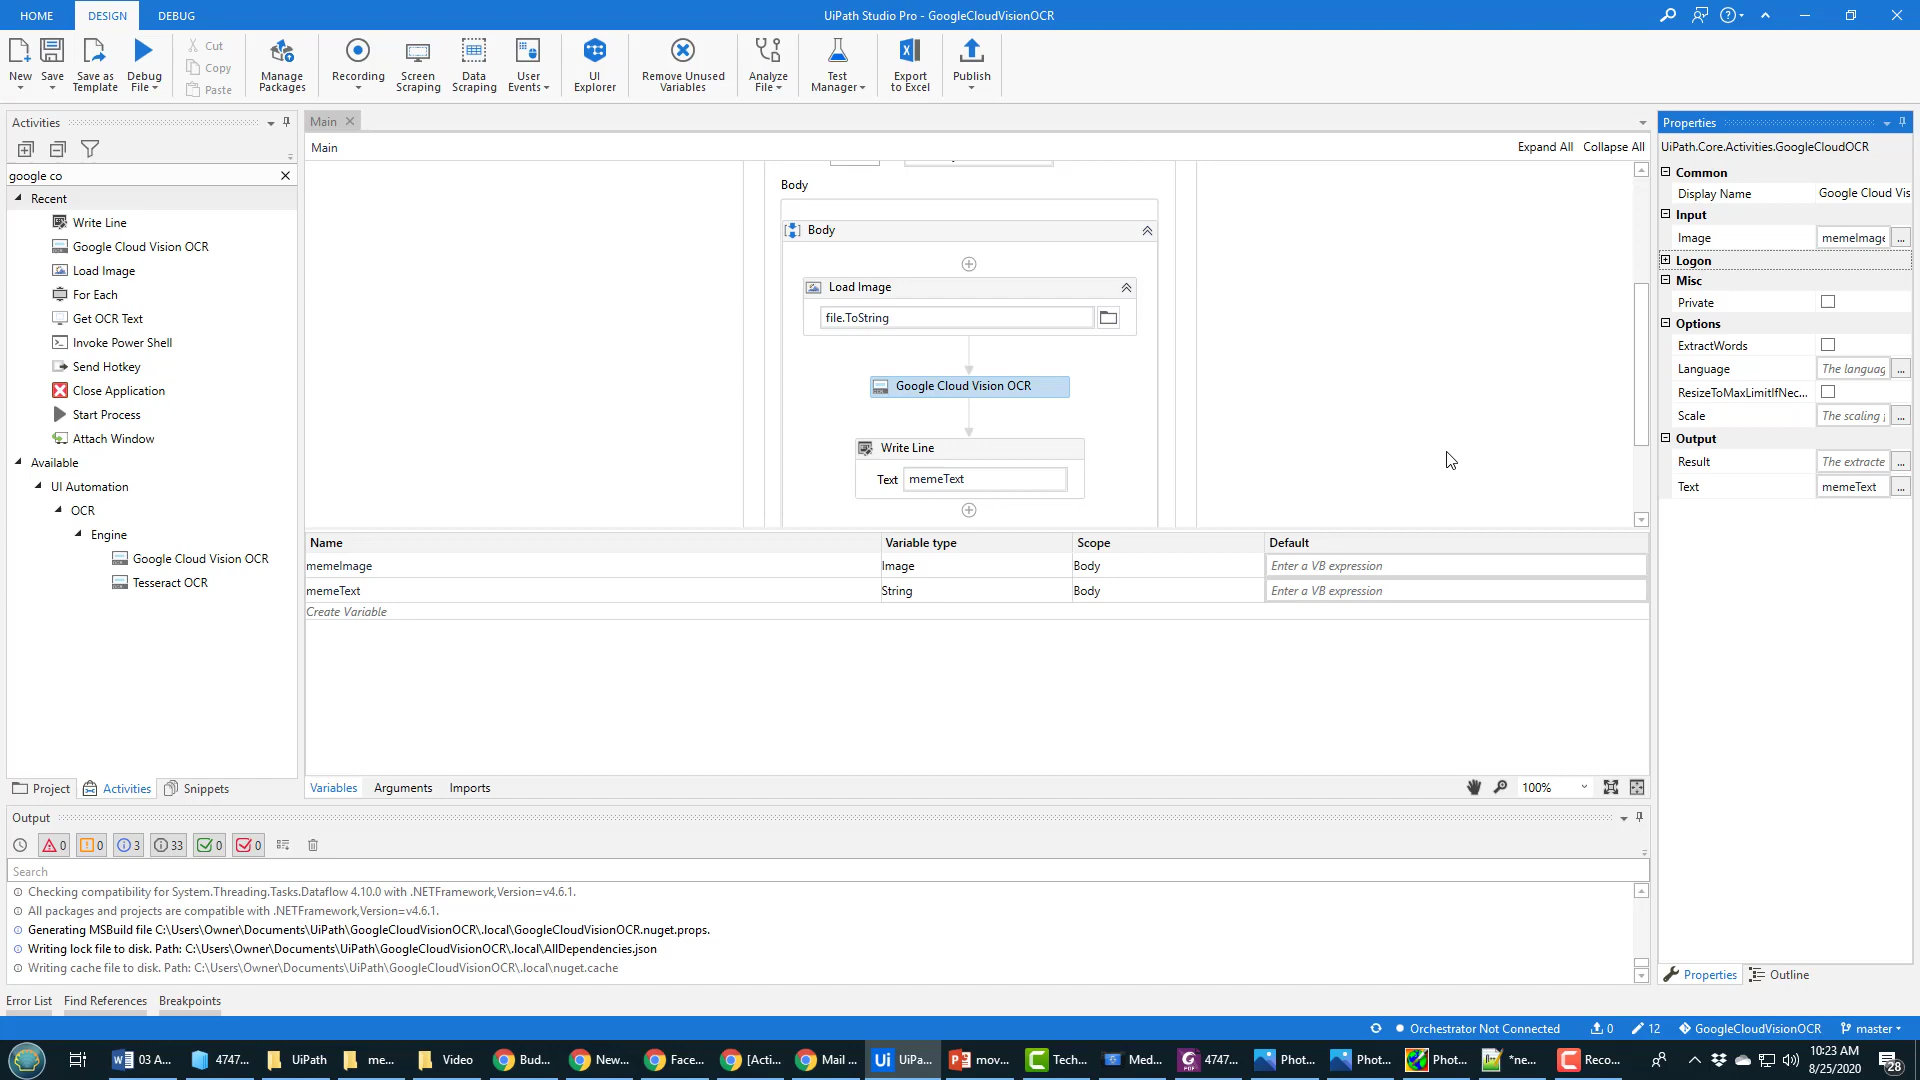 HOME DESIGN DEBUG
UiPath Studio Pro - GoogleCloudVisionOCR
New Save Save as Template Debug File
Cut
Copy
Paste
Manage Packages Recording Screen Scraping Data Scraping User Events UI Explorer Remove Unused Variables Analyze File Test Manager Export to Excel Publish
Activities
google co
Recent
Write Line
Google Cloud Vision OCR
Load Image
For Each
Get OCR Text
Invoke Power Shell
Send Hotkey
Close Application
Start Process
Attach Window
Available
UI Automation
OCR
Engine
Google Cloud Vision OCR
Tesseract OCR
Project Activities Snippets
Main
Main
Expand All Collapse All
Body
Body
Load Image
file.ToString
Google Cloud Vision OCR
Write Line
Text memeText
Name Variable type Scope Default
memeImage Image Body Enter a VB expression
memeText String Body Enter a VB expression
Create Variable
Variables Arguments Imports
100%
Properties
UiPath.Core.Activities.GoogleCloudOCR
Common
Display Name Google Cloud Vis
Input
Image memeImage ...
Logon
Misc
Private
Options
ExtractWords
Language The languag ...
ResizeToMaxLimitIfNec...
Scale The scaling f ...
Output
Result The extracte ...
Text memeText ...
Properties Outline
Output
0 0 3 33 0 0
Search
Checking compatibility for System.Threading.Tasks.Dataflow 4.10.0 with .NETFramework,Version=v4.6.1.
All packages and projects are compatible with .NETFramework,Version=v4.6.1.
Generating MSBuild file C:\Users\Owner\Documents\UiPath\GoogleCloudVisionOCR\.local\GoogleCloudVisionOCR.nuget.props.
Writing lock file to disk. Path: C:\Users\Owner\Documents\UiPath\GoogleCloudVisionOCR\.local\AllDependencies.json
Writing cache file to disk. Path: C:\Users\Owner\Documents\UiPath\GoogleCloudVisionOCR\.local\nuget.cache
Error List Find References Breakpoints
Orchestrator Not Connected 0 12 GoogleCloudVisionOCR master
03 A... 4747... UiPath me... Video Bud... New... Face... [Acti... Mail ... UiPa... mov... Tech... Med... 4747... Phot... Phot... Phot... *ne... Reco...
10:23 AM
8/25/2020
28